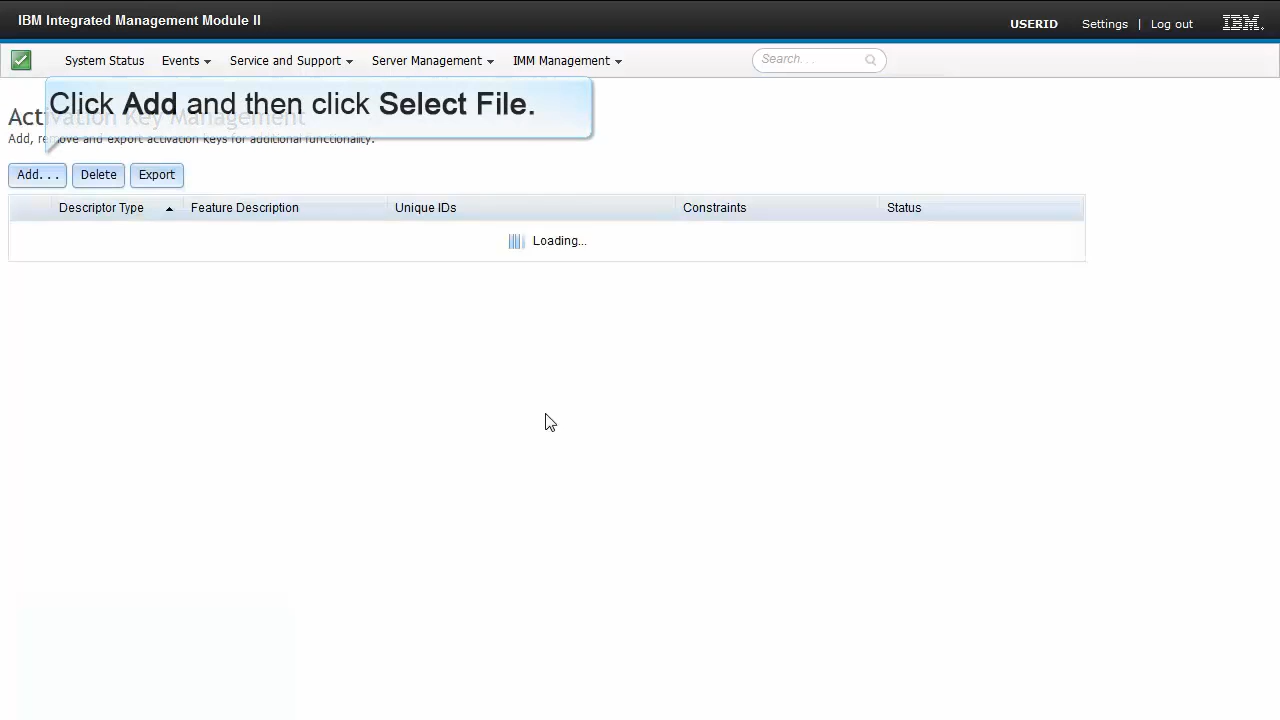 IBM Integrated Management Module II
USERID Settings | Log out IBM.
System Status Events Service and Support Server Management IMM Management Search. . .
Click Add and then click Select File.
Activation Key Management
Add, remove and export activation keys for additional functionality.
Add. . . Delete Export
Descriptor Type Feature Description Unique IDs Constraints Status
Loading...